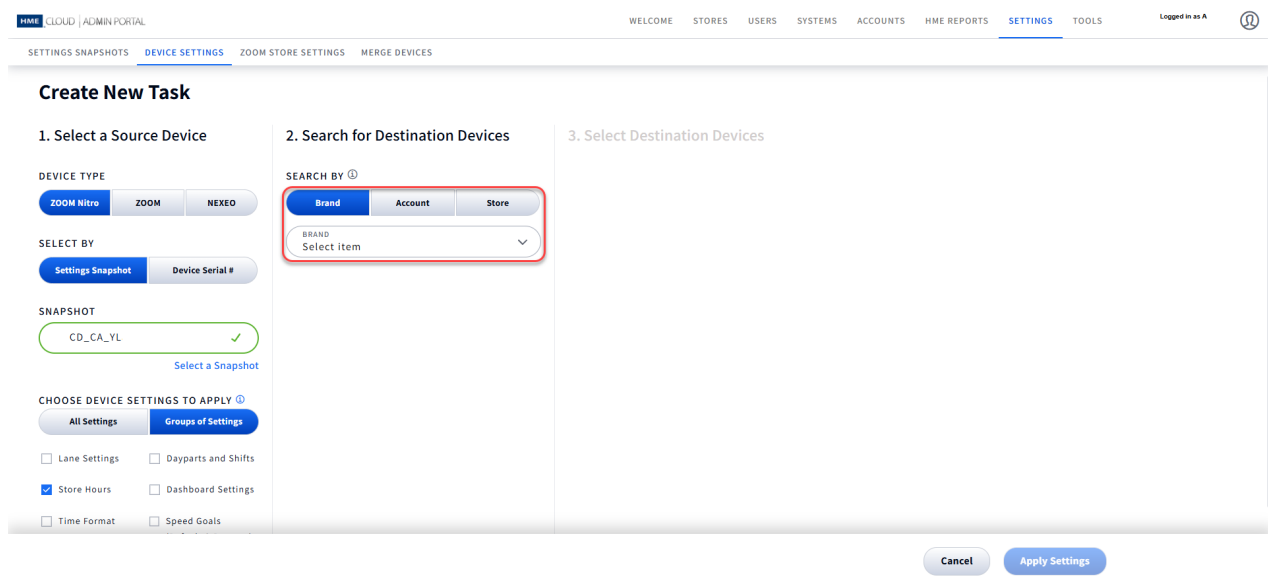 HME CLOUD | ADMIN PORTAL
WELCOME STORES USERS SYSTEMS ACCOUNTS HME REPORTS SETTINGS TOOLS
Logged in as A
SETTINGS SNAPSHOTS DEVICE SETTINGS ZOOM STORE SETTINGS MERGE DEVICES
Create New Task
1. Select a Source Device
DEVICE TYPE
ZOOM Nitro ZOOM NEXEO
SELECT BY
Settings Snapshot Device Serial #
SNAPSHOT
CD_CA_YL
Select a Snapshot
CHOOSE DEVICE SETTINGS TO APPLY
All Settings Groups of Settings
Lane Settings Dayparts and Shifts
Store Hours Dashboard Settings
Time Format Speed Goals
2. Search for Destination Devices
SEARCH BY
Brand Account Store
BRAND
Select item
3. Select Destination Devices
Cancel Apply Settings